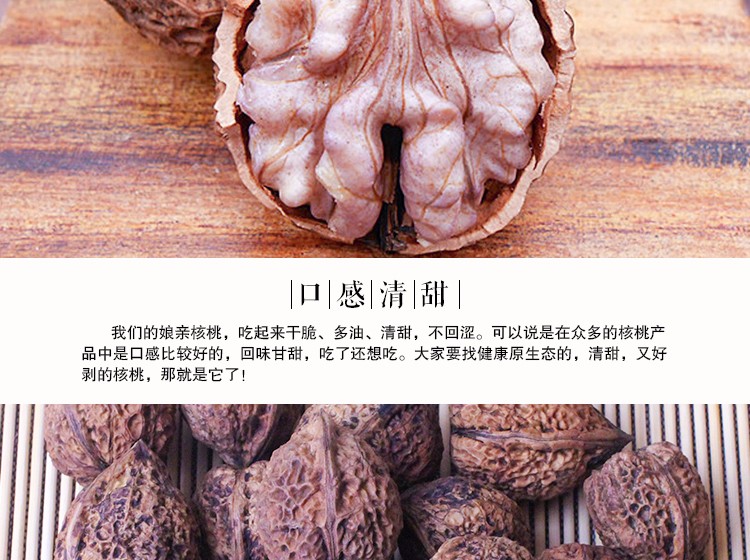 口感清甜
我们的娘亲核桃，吃起来干脆、多油、清甜，不回涩。可以说是在众多的核桃产
品中是口感比较好的，回味甘甜，吃了还想吃。大家要找健康原生态的，清甜，又好
剥的核桃，那就是它了！